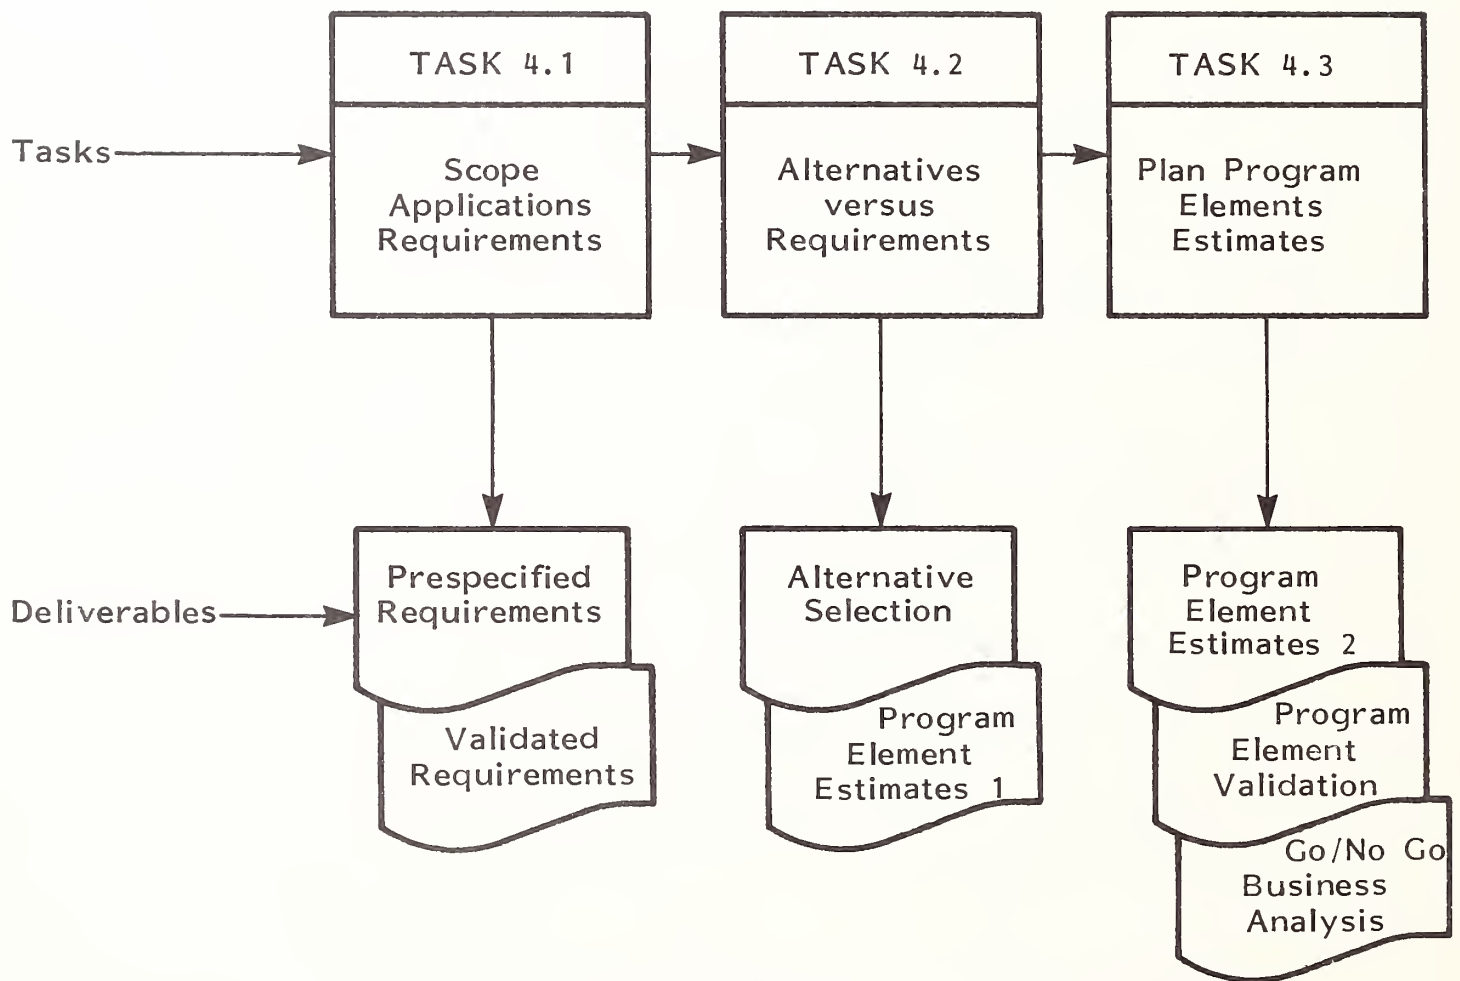 TASK 4.1
TASK 4.2
TASK 4.3
Tasks
Scope
Applications
Requirements
Alternatives
versus
Requirements
Plan Program
Elements
Estimates
Deliverables
Prespecified
Requirements
Validated
Requirements
Alternative
Selection
Program
Element
Estimates 1
Program
Element
Estimates 2
Program
Element
Validation
Go/No Go
Business
Analysis